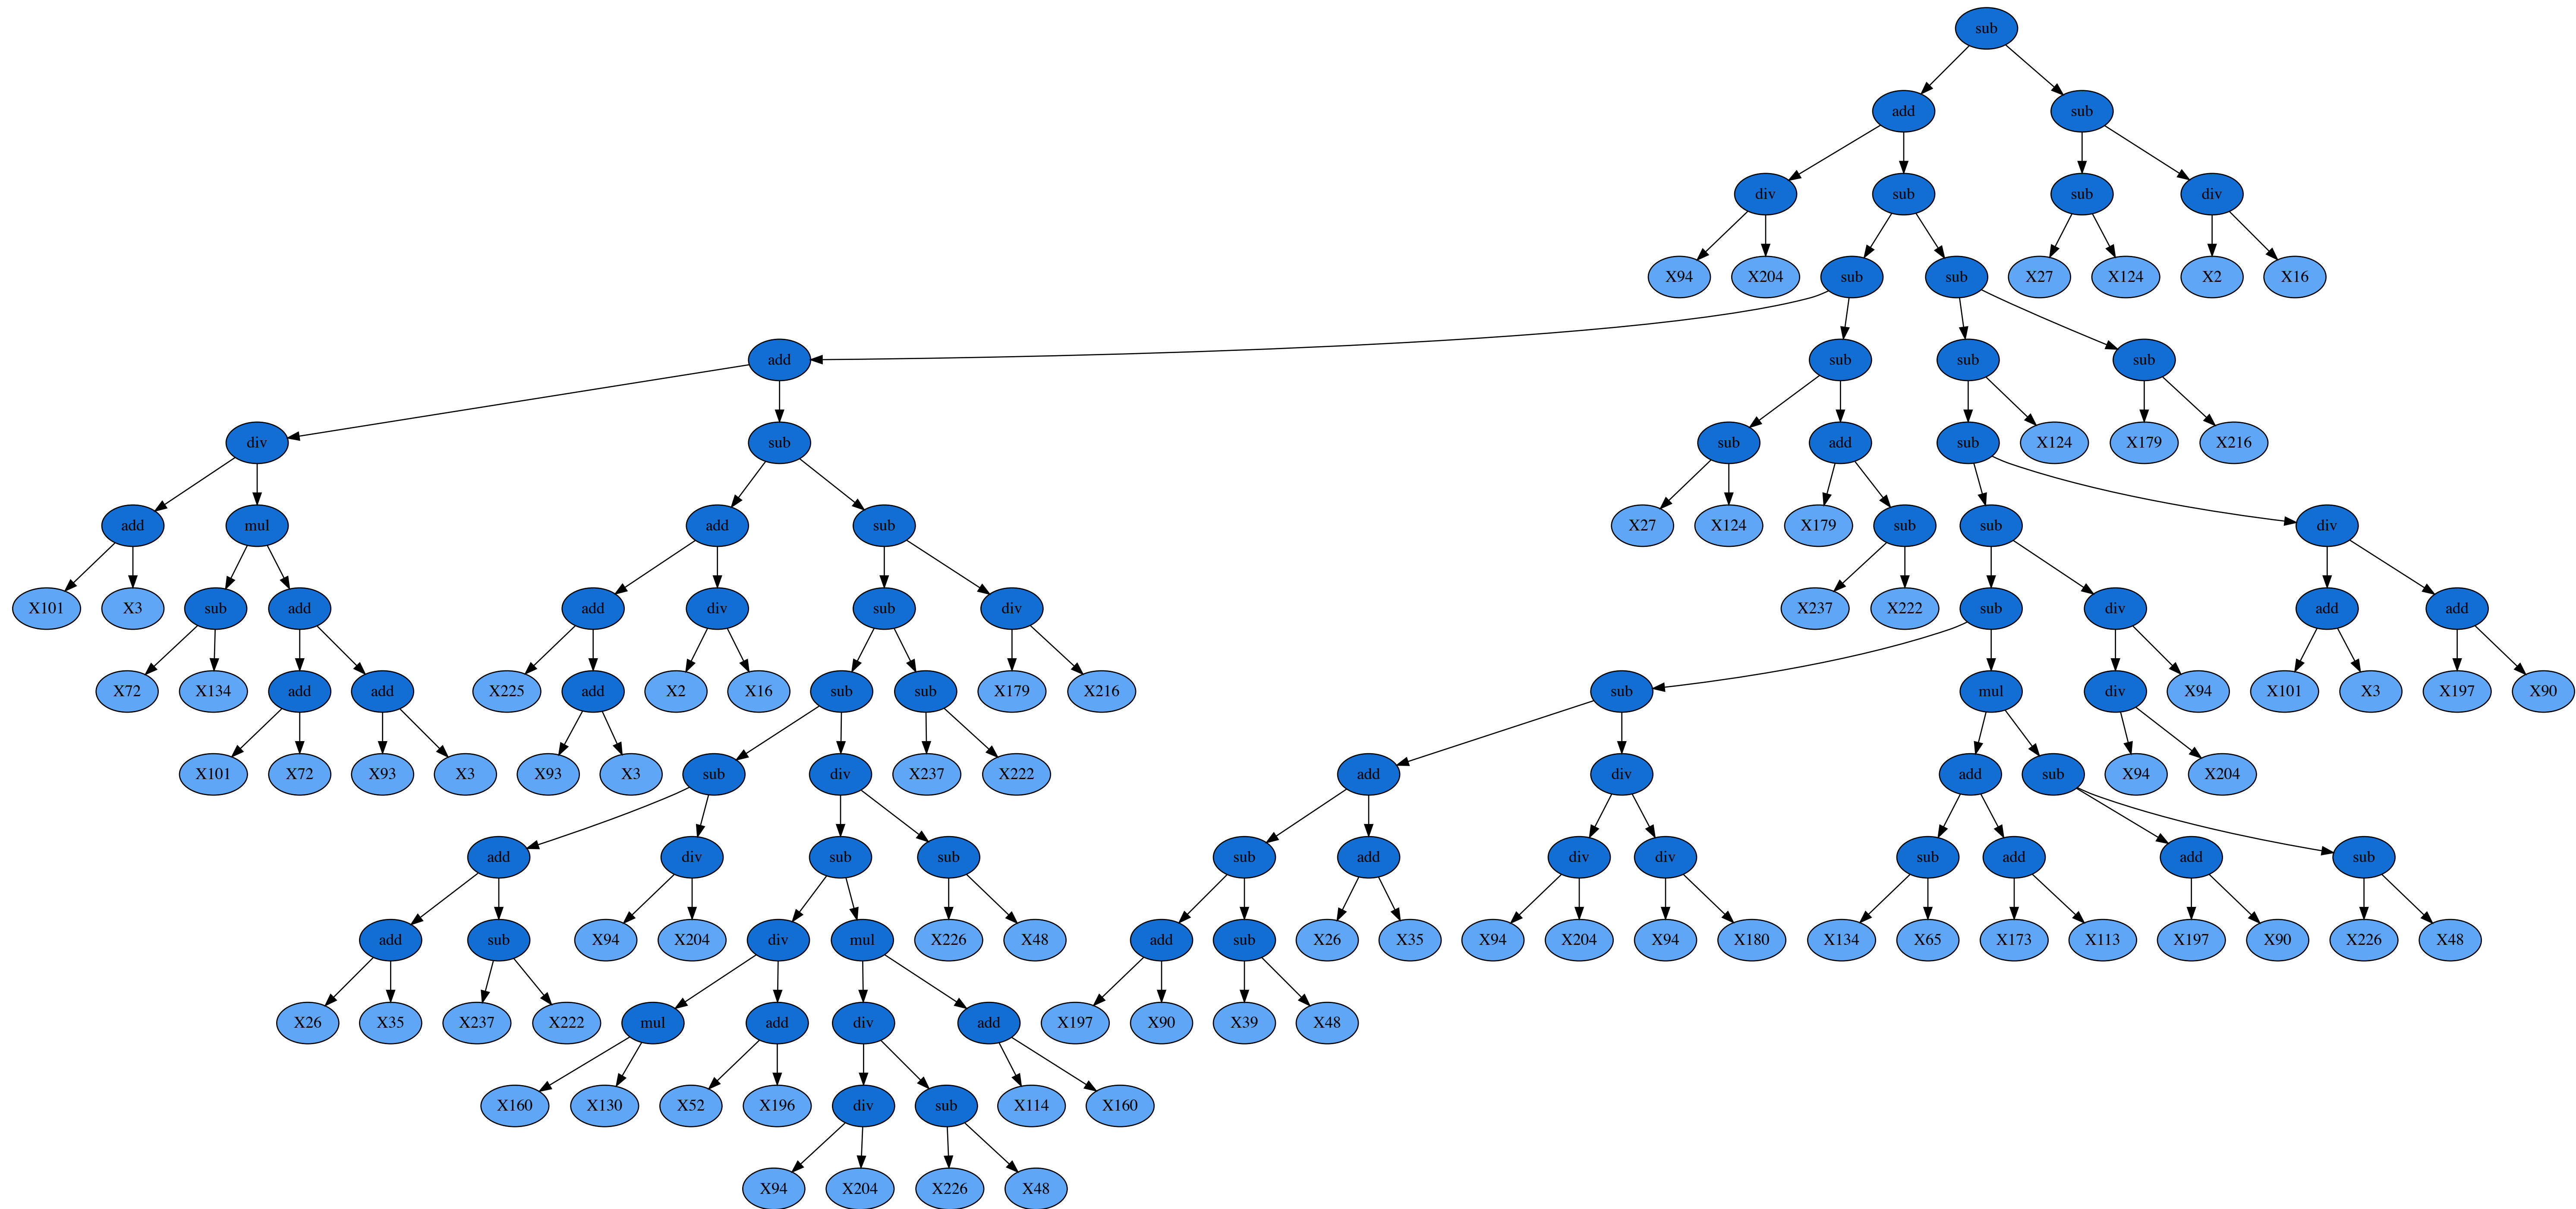 sub
add sub
div sub sub div
X94 X204 sub sub X27 X124 X2 X16
add sub sub sub
div sub sub add sub X124 X179 X216
add mul add sub X27 X124 X179 sub sub div
X101 X3 sub add add div sub div X237 X222 sub div add add
X72 X134 add add X225 add X2 X16 sub sub X179 X216 sub mul div X94 X101 X3 X197 X90
X101 X72 X93 X3 X93 X3 sub div X237 X222 add div add sub X94 X204
add div sub sub sub add div div sub add add sub
add sub X94 X204 div mul X226 X48 add sub X26 X35 X94 X204 X94 X180 X134 X65 X173 X113 X197 X90 X226 X48
X26 X35 X237 X222 mul add div add X197 X90 X39 X48
X160 X130 X52 X196 div sub X114 X160
X94 X204 X226 X48